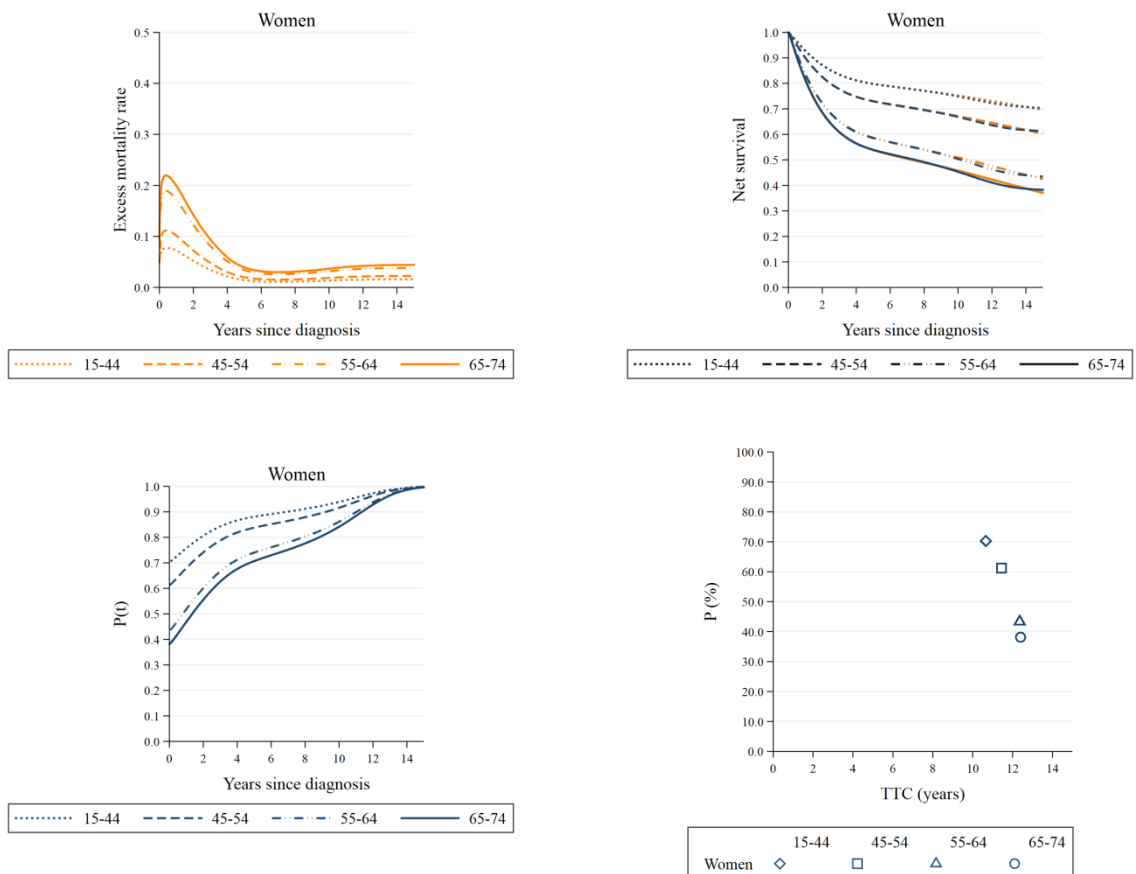 Women
Excess mortality rate
0.5
0.4
0.3
0.2
0.1
0.0
0 2 4 6 8 10 12 14
Years since diagnosis
15-44 45-54 55-64 65-74
Women
Net survival
1.0
0.9
0.8
0.7
0.6
0.5
0.4
0.3
0.2
0.1
0.0
0 2 4 6 8 10 12 14
Years since diagnosis
15-44 45-54 55-64 65-74
Women
P(t)
1.0
0.9
0.8
0.7
0.6
0.5
0.4
0.3
0.2
0.1
0.0
0 2 4 6 8 10 12 14
Years since diagnosis
15-44 45-54 55-64 65-74
P (%)
100.0
90.0
80.0
70.0
60.0
50.0
40.0
30.0
20.0
10.0
0.0
0 2 4 6 8 10 12 14
TTC (years)
15-44 45-54 55-64 65-74
Women